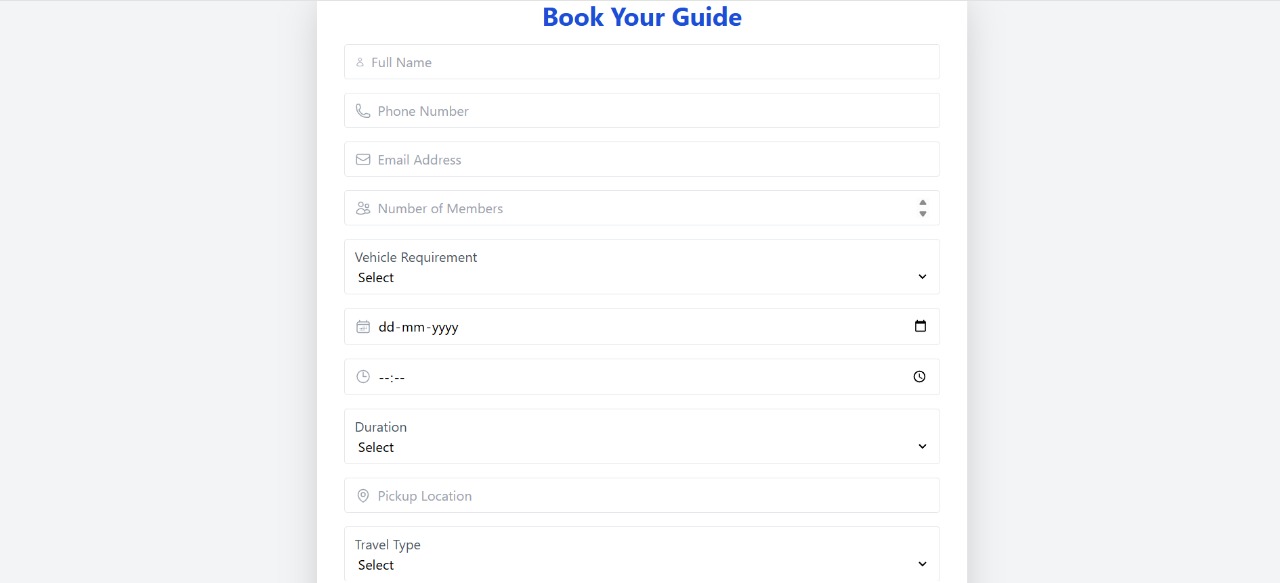 Book Your Guide
Full Name
Phone Number
Email Address
Number of Members
Vehicle Requirement
Select
dd-mm-yyyy
--:--
Duration
Select
Pickup Location
Travel Type
Select